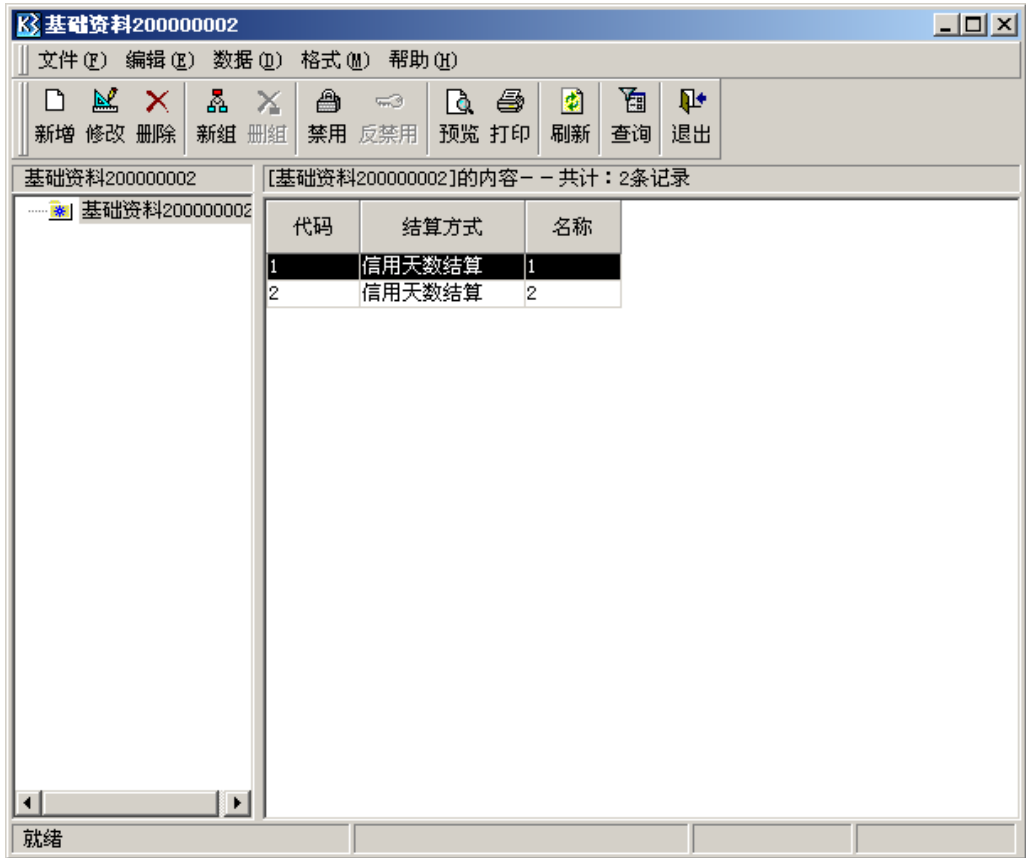 K3 基础资料200000002
文件(F) 编辑(E) 数据(D) 格式(M) 帮助(H)
新增 修改 删除 新组 删组 禁用 反禁用 预览 打印 刷新 查询 退出
基础资料200000002 [基础资料200000002]的内容--共计：2条记录
基础资料200000002
代码 结算方式 名称
1 信用天数结算 1
2 信用天数结算 2
就绪